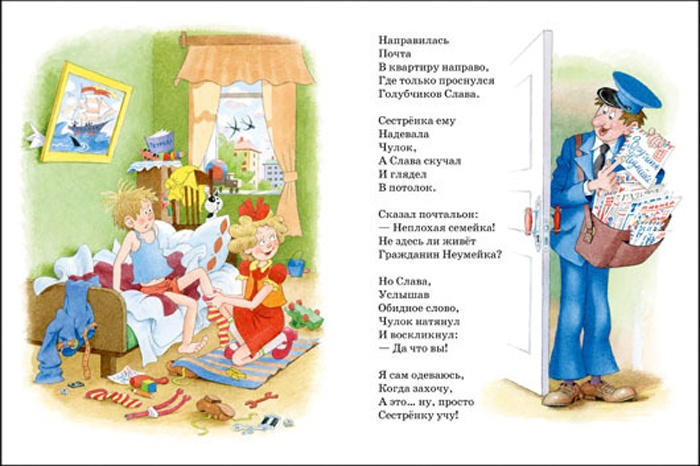 Направилась
Почта
В квартиру направо,
Где только проснулся
Голубчиков Слава.
Сестрёнка ему
Надевала
Чулок,
А Слава скучал
И глядел
В потолок.
Сказал почтальон:
— Неплохая семейка!
Не здесь ли живёт
Гражданин Неумейка?
Но Слава,
Услышав
Обидное слово,
Чулок натянул
И воскликнул:
— Да что вы!
Я сам одеваюсь,
Когда захочу,
А это... ну, просто
Сестрёнку учу!